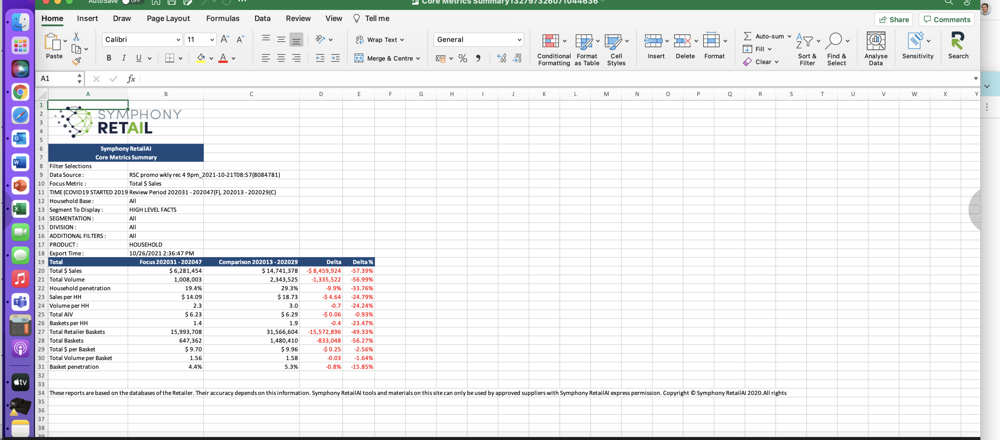 AutoSave OFF
Core Metrics Summary132797326071044636
Home Insert Draw Page Layout Formulas Data Review View Tell me
Share Comments
Paste
Calibri 11
Wrap Text
Merge & Centre
General
Conditional Formatting
Format as Table
Cell Styles
Insert
Delete
Format
Auto-sum
Fill
Clear
Sort & Filter
Find & Select
Analyse Data
Sensitivity
Search
A1 fx
A B C D E F G H I J K L M N O P Q R S T U V W X Y
1
2 SYMPHONY
3 RETAIL
4
5
6 Symphony RetailAI
7 Core Metrics Summary
8 Filter Selections
9 Data Source : RSC promo wkly rec 4 9pm_2021-10-21T08:57(8084781)
10 Focus Metric : Total $ Sales
11 TIME (COVID19 STARTED 2019 Review Period 202031 - 202047(F), 202013 - 202029(C)
12 Household Base : All
13 Segment To Display : HIGH LEVEL FACTS
14 SEGMENTATION : All
15 DIVISION : All
16 ADDITIONAL FILTERS : All
17 PRODUCT : HOUSEHOLD
18 Export Time : 10/26/2021 2:36:47 PM
19 Total Focus 202031 - 202047 Comparison 202013 - 202029 Delta Delta %
20 Total $ Sales $ 6,281,454 $ 14,741,378 -$ 8,459,924 -57.39%
21 Total Volume 1,008,003 2,343,525 -1,335,522 -56.99%
22 Household penetration 19.4% 29.3% -9.9% -33.76%
23 Sales per HH $ 14.09 $ 18.73 -$ 4.64 -24.79%
24 Volume per HH 2.3 3.0 -0.7 -24.24%
25 Total AIV $ 6.23 $ 6.29 -$ 0.06 -0.93%
26 Baskets per HH 1.4 1.9 -0.4 -23.47%
27 Total Retailer Baskets 15,993,708 31,566,604 -15,572,896 -49.33%
28 Total Baskets 647,362 1,480,410 -833,048 -56.27%
29 Total $ per Basket $ 9.70 $ 9.96 -$ 0.25 -2.56%
30 Total Volume per Basket 1.56 1.58 -0.03 -1.64%
31 Basket penetration 4.4% 5.3% -0.8% -15.85%
32
33
34 These reports are based on the databases of the Retailer. Their accuracy depends on this information. Symphony RetailAI tools and materials on this site can only be used by approved suppliers with Symphony RetailAI express permission. Copyright © Symphony RetailAI 2020.All rights
35
36
37
38
39